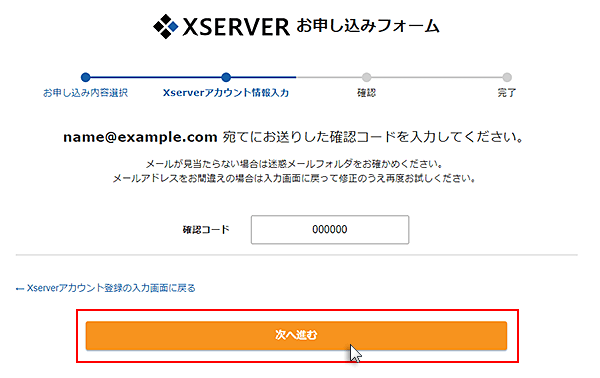 XSERVER お申し込みフォーム
お申し込み内容選択 Xserverアカウント情報入力 確認 完了
name@example.com 宛てにお送りした確認コードを入力してください。
メールが見当たらない場合は迷惑メールフォルダをお確かめください。
メールアドレスをお間違えの場合は入力画面に戻って修正のうえ再度お試しください。
確認コード 000000
← Xserverアカウント登録の入力画面に戻る
次へ進む